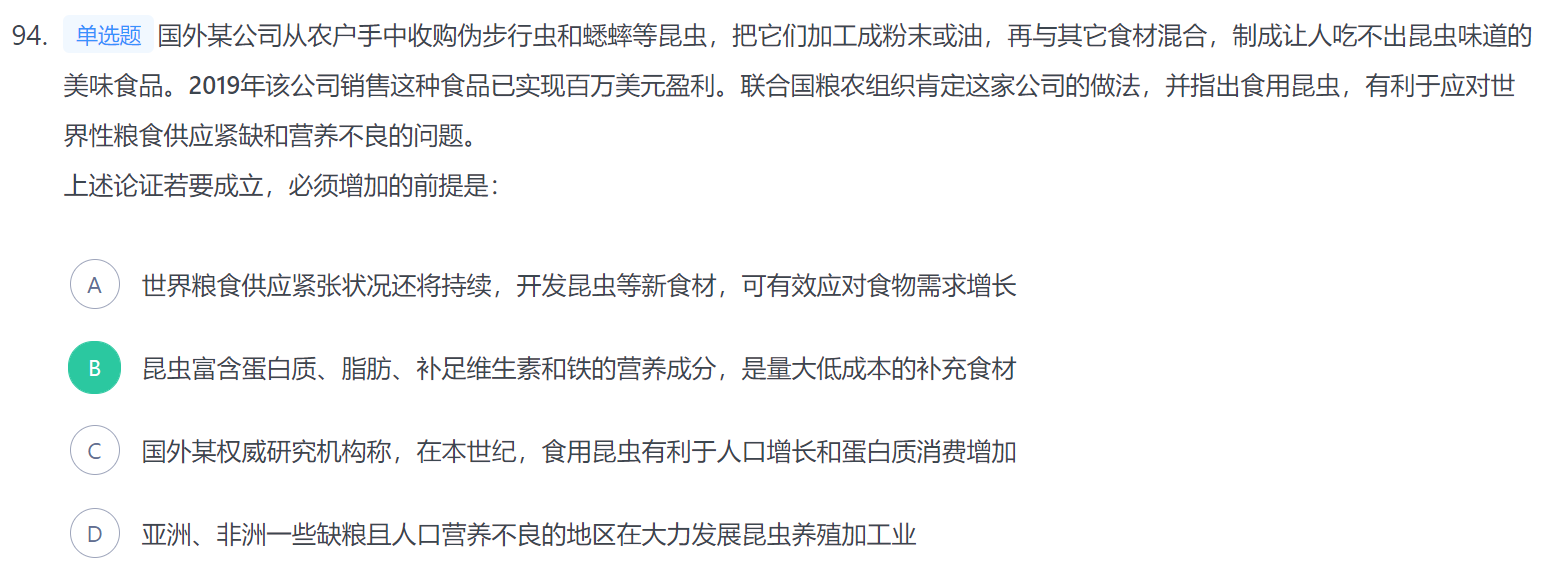 94. 单选题 国外某公司从农户手中收购伪步行虫和蟋蟀等昆虫，把它们加工成粉末或油，再与其它食材混合，制成让人吃不出昆虫味道的
美味食品。2019年该公司销售这种食品已实现百万美元盈利。联合国粮农组织肯定这家公司的做法，并指出食用昆虫，有利于应对世
界性粮食供应紧缺和营养不良的问题。
上述论证若要成立，必须增加的前提是：
A 世界粮食供应紧张状况还将持续，开发昆虫等新食材，可有效应对食物需求增长
B 昆虫富含蛋白质、脂肪、补足维生素和铁的营养成分，是量大低成本的补充食材
C 国外某权威研究机构称，在本世纪，食用昆虫有利于人口增长和蛋白质消费增加
D 亚洲、非洲一些缺粮且人口营养不良的地区在大力发展昆虫养殖加工业